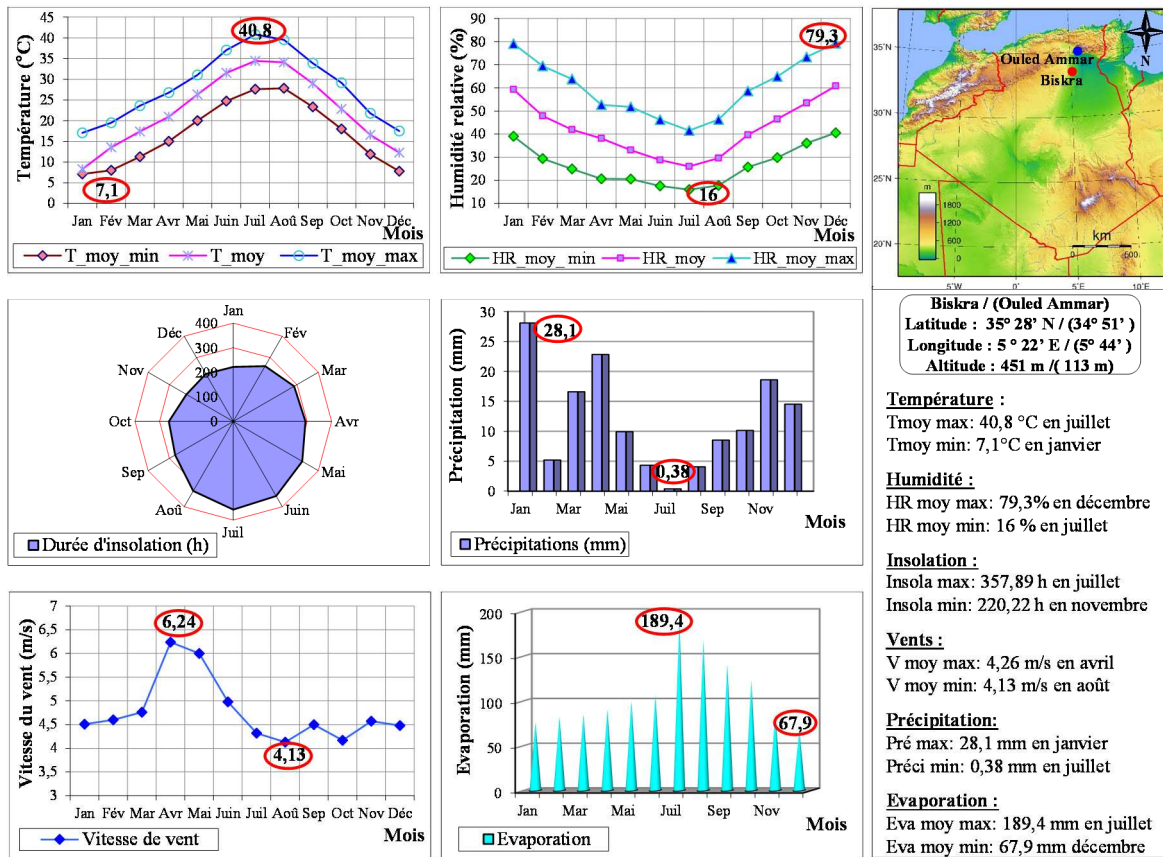 Température (°C)
45
40
35
30
25
20
15
10
5
0
40,8
7,1
Jan Fév Mar Avr Mai Juin Juil Aoû Sep Oct Nov Déc
Mois
T_moy_min T_moy T_moy_max
Humidité relative (%)
90
80
70
60
50
40
30
20
10
79,3
16
Jan Fév Mar Avr Mai Juin Juil Aoû Sep Oct Nov Déc
Mois
HR_moy_min HR_moy HR_moy_max
35°N
30°N
25°N
20°N
Ouled Ammar
Biskra
N
m
1800
1200
600
0
km
0 500
5°W 0° 5°E 10°E
Jan
Fév
Mar
Avr
Mai
Juin
Juil
Aoû
Sep
Oct
Nov
Déc
400
300
200
100
0
Durée d'insolation (h)
Précipitation (mm)
30
25
20
15
10
5
0
28,1
0,38
Jan Mar Mai Juil Sep Nov
Mois
Précipitations (mm)
Biskra / (Ouled Ammar)
Latitude : 35° 28’ N / (34° 51’ )
Longitude : 5 ° 22’ E / (5° 44’ )
Altitude : 451 m /( 113 m)
Température :
Tmoy max: 40,8 °C en juillet
Tmoy min: 7,1°C en janvier
Humidité :
HR moy max: 79,3% en décembre
HR moy min: 16 % en juillet
Insolation :
Insola max: 357,89 h en juillet
Insola min: 220,22 h en novembre
Vents :
V moy max: 4,26 m/s en avril
V moy min: 4,13 m/s en août
Précipitation:
Pré max: 28,1 mm en janvier
Préci min: 0,38 mm en juillet
Evaporation :
Eva moy max: 189,4 mm en juillet
Eva moy min: 67,9 mm décembre
Vitesse du vent (m/s)
7
6,5
6
5,5
5
4,5
4
3,5
3
6,24
4,13
Jan Fév Mar Avr Mai Juin Juil Aoû Sep Oct Nov Déc
Mois
Vitesse de vent
Evaporation (mm)
200
150
100
50
0
189,4
67,9
Jan Mar Mai Juil Sep Nov
Mois
Evaporation